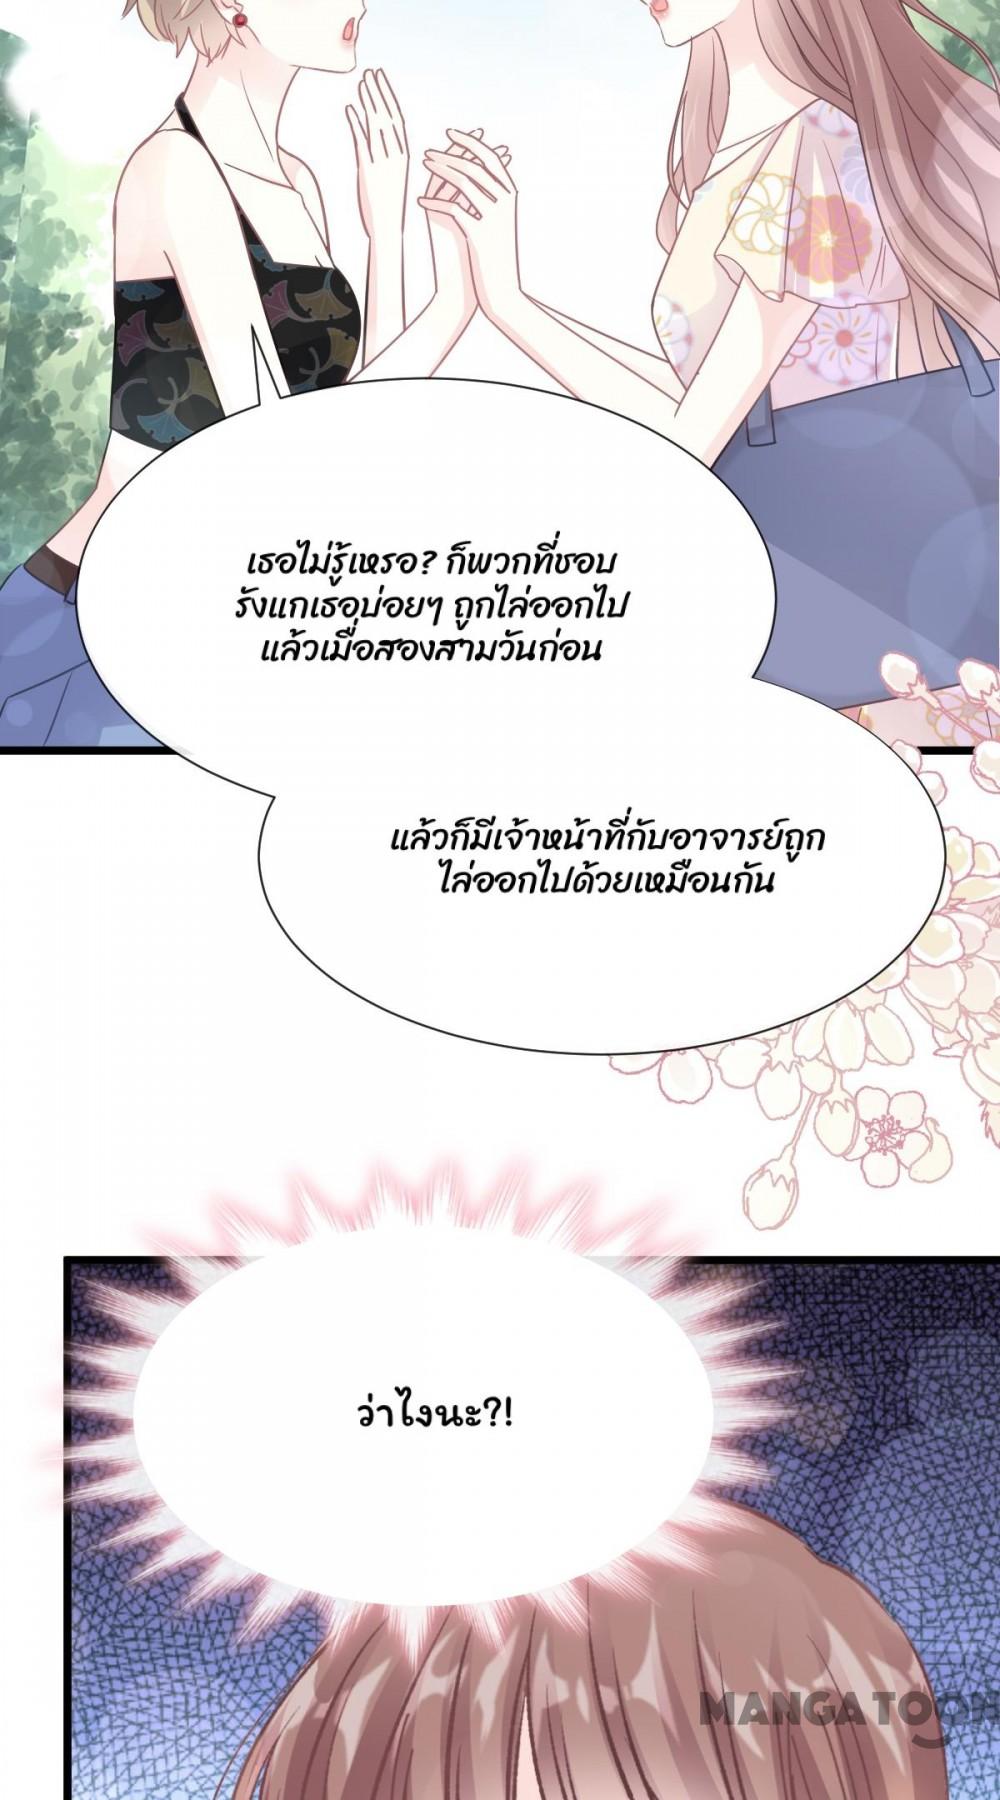 เธอไม่รู้เหรอ? ก็พวกที่ชอบ
รังแกเธอบ่อยๆ ถูกไล่ออกไป
แล้วเมื่อสองสามวันก่อน
แล้วก็มีเจ้าหน้าที่กับอาจารย์ถูก
ไล่ออกไปด้วยเหมือนกัน
ว่าไงนะ?!
MANGATOON